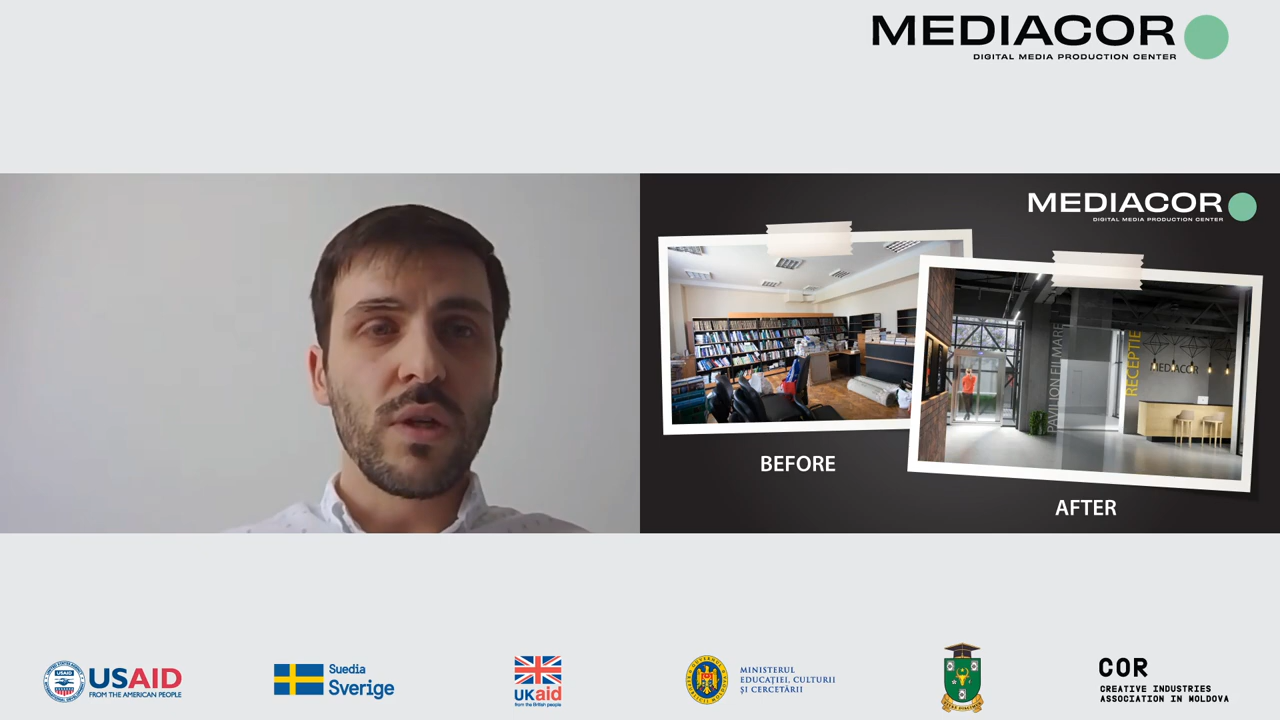 MEDIACOR
DIGITAL MEDIA PRODUCTION CENTER
MEDIACOR
DIGITAL MEDIA PRODUCTION CENTER
PAVILION FILMARE
RECEPTIE
MEDIACOR
BEFORE
AFTER
USAID
USAID
FROM THE AMERICAN PEOPLE
Suedia
Sverige
UKaid
from the British people
MINISTERUL
EDUCAȚIEI, CULTURII
ȘI CERCETĂRII
COR
CREATIVE INDUSTRIES
ASSOCIATION IN MOLDOVA